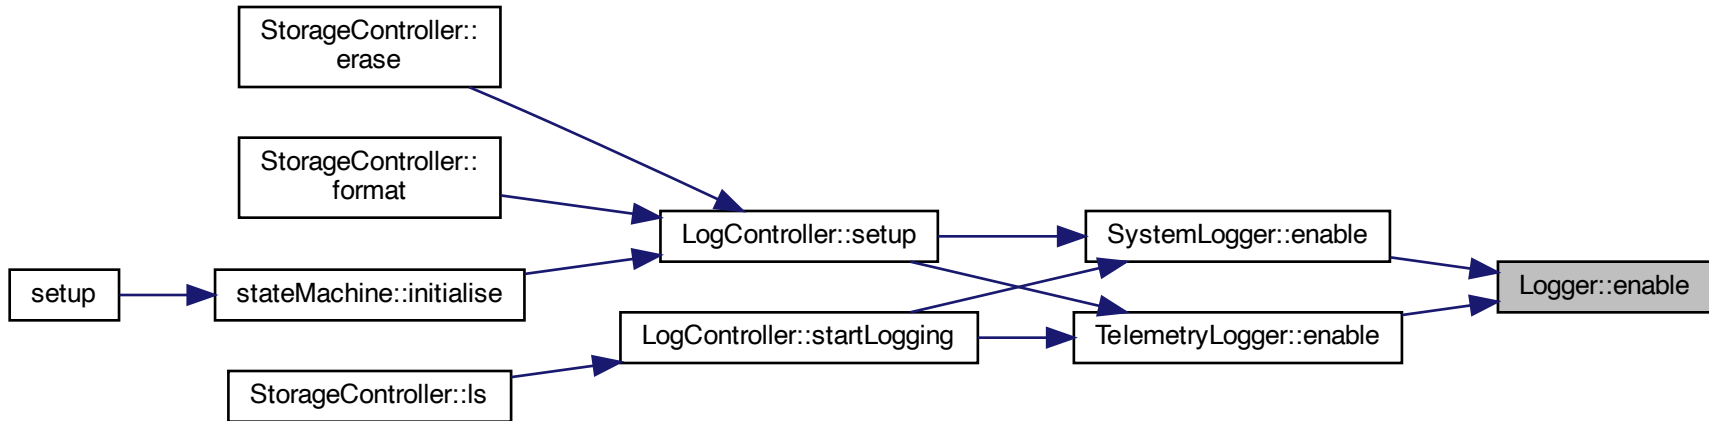 StorageController::
erase
StorageController::
format
LogController::setup
SystemLogger::enable
setup
stateMachine::initialise
Logger::enable
LogController::startLogging
TelemetryLogger::enable
StorageController::ls